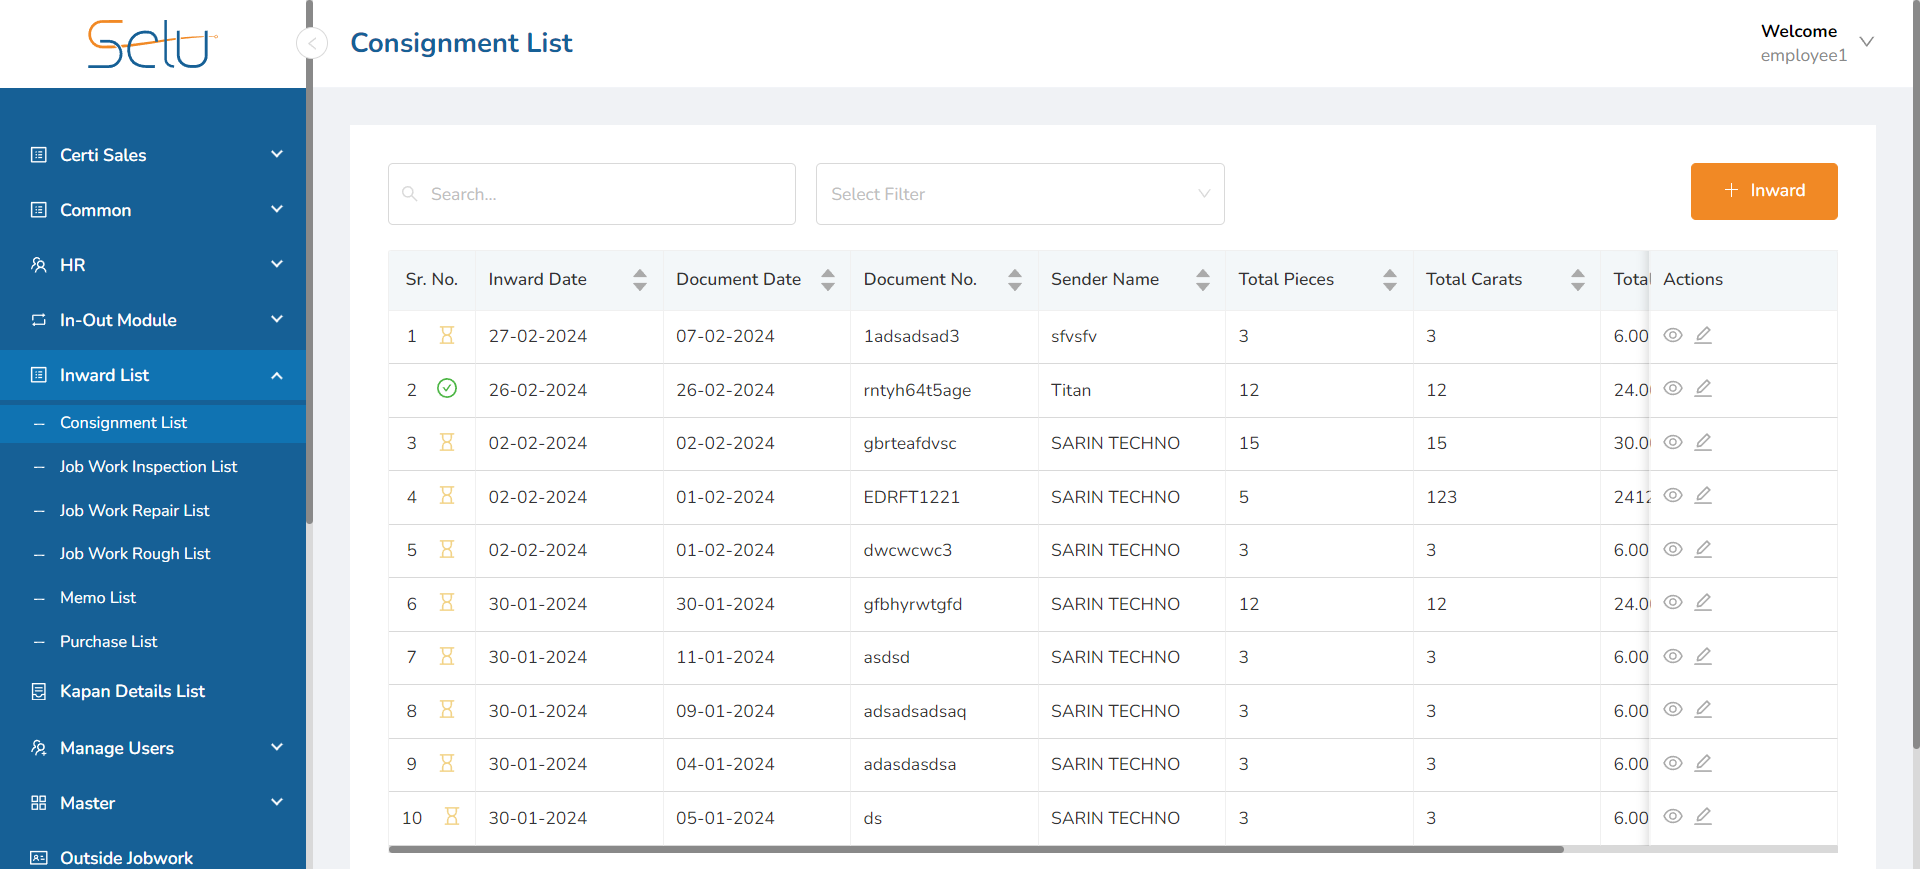 Selu
Consignment List
Welcome
employee1
Certi Sales
Common
HR
In-Out Module
Inward List
Consignment List
Job Work Inspection List
Job Work Repair List
Job Work Rough List
Memo List
Purchase List
Kapan Details List
Manage Users
Master
Outside Jobwork
Search...
Select Filter
Inward
Sr. No. Inward Date Document Date Document No. Sender Name Total Pieces Total Carats Total Actions
1 27-02-2024 07-02-2024 1adsadsad3 sfvsfv 3 3 6.00
2 26-02-2024 26-02-2024 rntyh64t5age Titan 12 12 24.0
3 02-02-2024 02-02-2024 gbrteafdvsc SARIN TECHNO 15 15 30.0
4 02-02-2024 01-02-2024 EDRFT1221 SARIN TECHNO 5 123 2412
5 02-02-2024 01-02-2024 dwcwcwc3 SARIN TECHNO 3 3 6.00
6 30-01-2024 30-01-2024 gfbhyrwtgfd SARIN TECHNO 12 12 24.0
7 30-01-2024 11-01-2024 asdsd SARIN TECHNO 3 3 6.00
8 30-01-2024 09-01-2024 adsadsadsaq SARIN TECHNO 3 3 6.00
9 30-01-2024 04-01-2024 adasdasdsa SARIN TECHNO 3 3 6.00
10 30-01-2024 05-01-2024 ds SARIN TECHNO 3 3 6.00